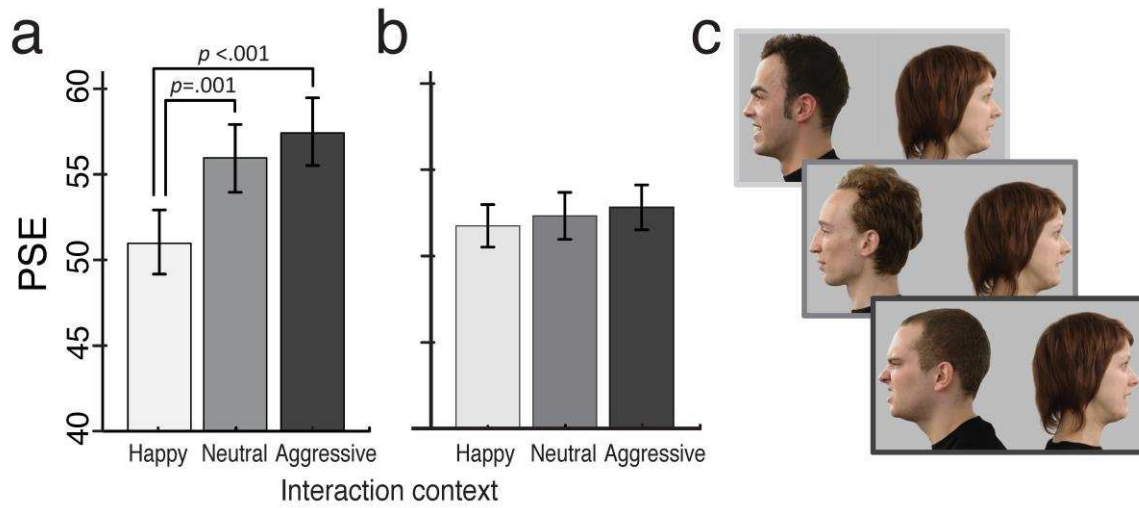 a
b
c
p <.001
p=.001
60
55
50
45
40
PSE
Happy Neutral Aggressive
Happy Neutral Aggressive
Interaction context